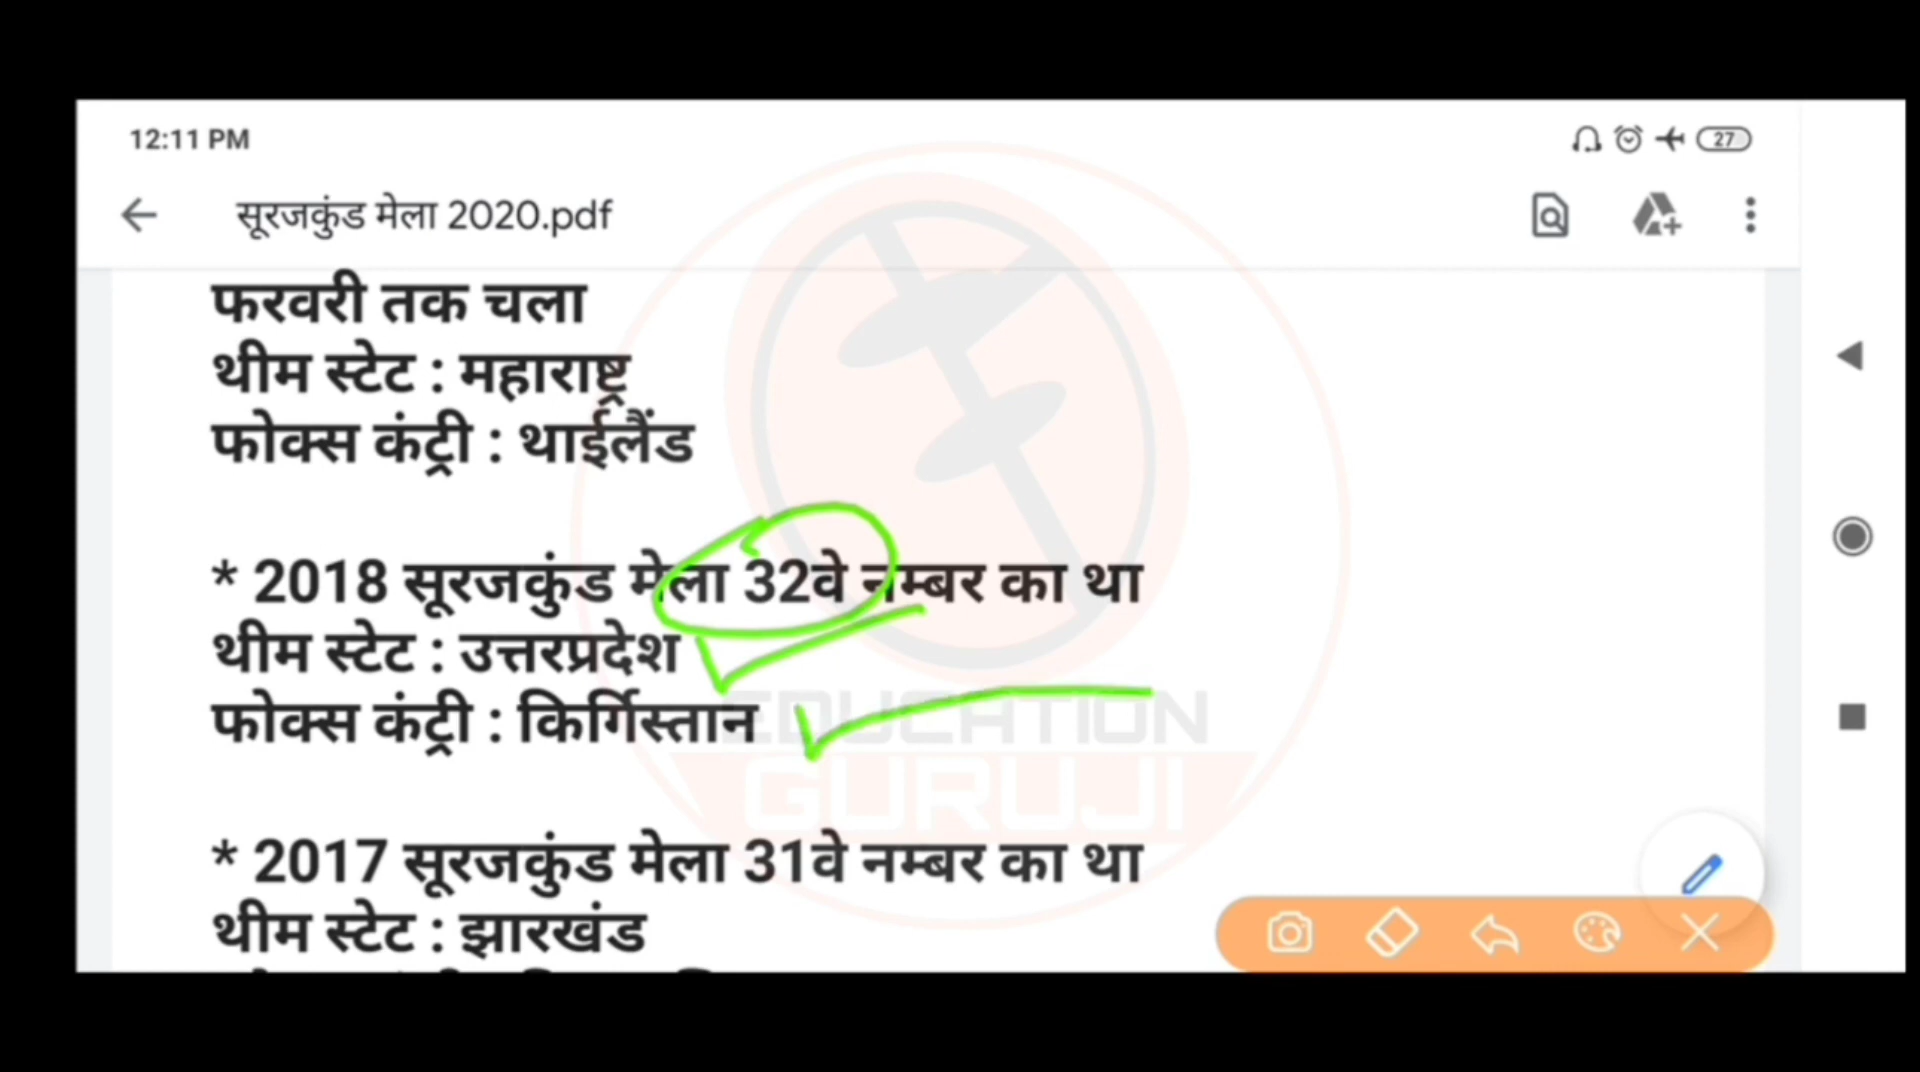 12:11 PM
27
सूरजकुंड मेला 2020.pdf
फरवरी तक चला
थीम स्टेट : महाराष्ट्र
फोक्स कंट्री : थाईलैंड
* 2018 सूरजकुंड मेला 32वे नम्बर का था
थीम स्टेट : उत्तरप्रदेश
फोक्स कंट्री : किर्गिस्तान
EDUCATION
GURUJI
* 2017 सूरजकुंड मेला 31वे नम्बर का था
थीम स्टेट : झारखंड